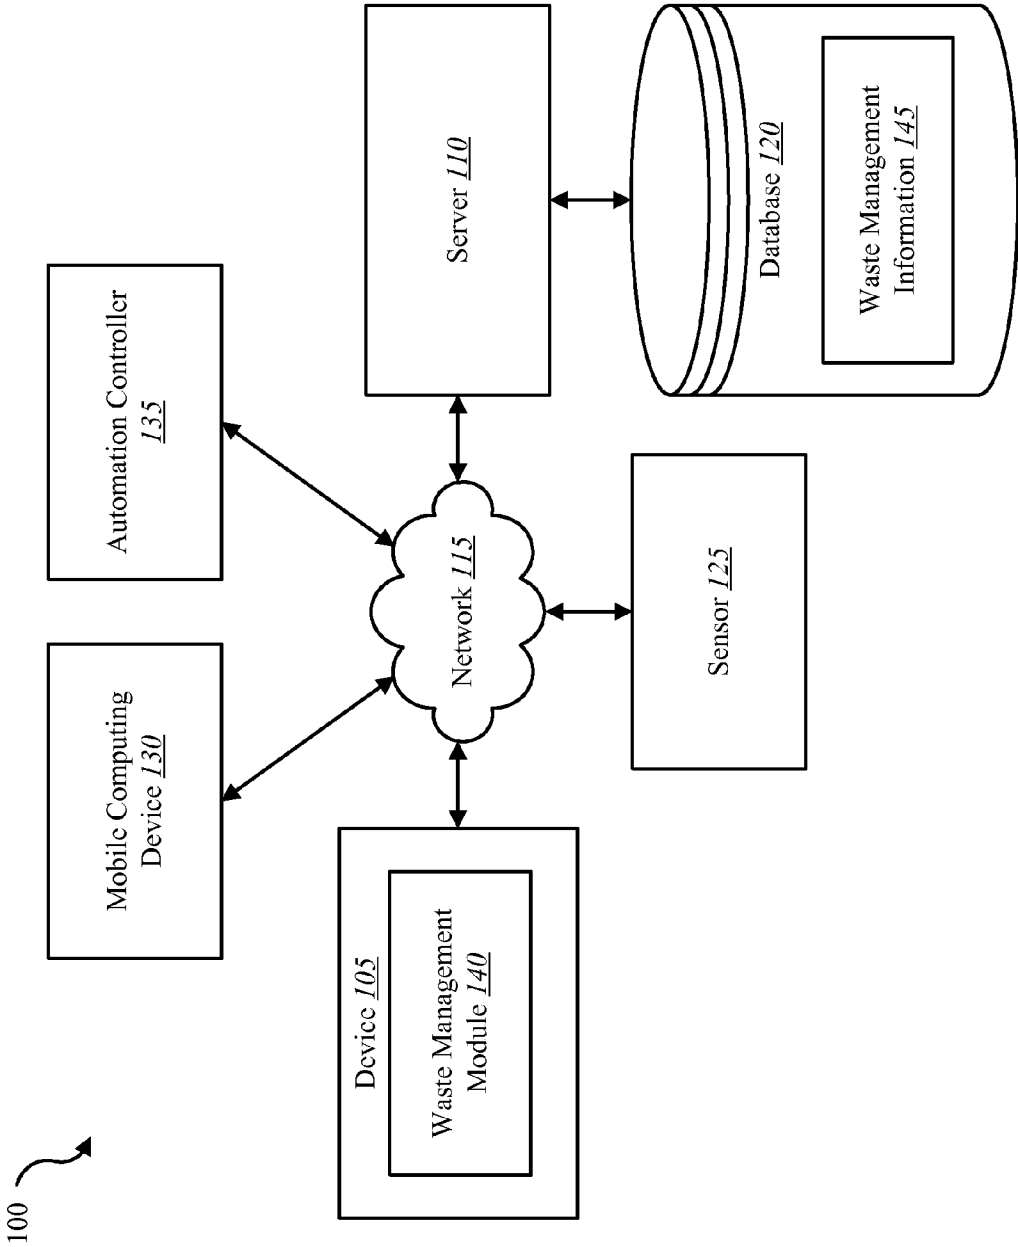 100
Mobile Computing
Device 130
Automation Controller
135
Device 105
Waste Management
Module 140
Network 115
Server 110
Sensor 125
Database 120
Waste Management
Information 145